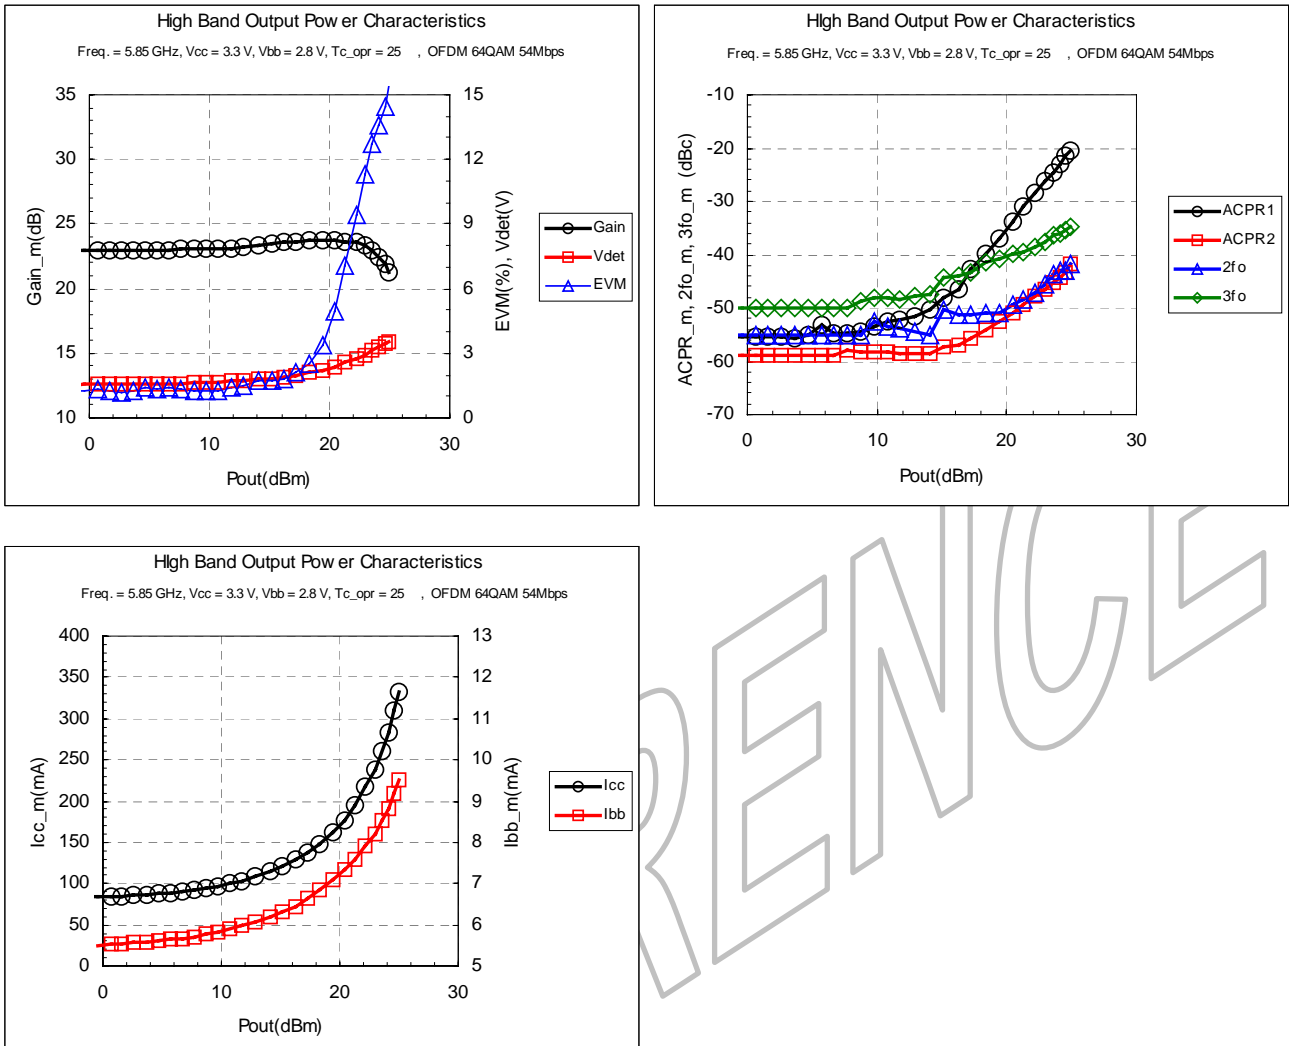 High Band Output Power Characteristics
Freq. = 5.85 GHz, Vcc = 3.3 V, Vbb = 2.8 V, Tc_opr = 25 , OFDM 64QAM 54Mbps
35
30
25
20
15
10
15
12
9
6
3
0
0
10
20
30
Gain_m(dB)
EVM(%), Vdet(V)
Pout(dBm)
Gain
Vdet
EVM
High Band Output Power Characteristics
Freq. = 5.85 GHz, Vcc = 3.3 V, Vbb = 2.8 V, Tc_opr = 25 , OFDM 64QAM 54Mbps
-10
-20
-30
-40
-50
-60
-70
0
10
20
30
ACPR_m, 2fo_m, 3fo_m (dBc)
Pout(dBm)
ACPR1
ACPR2
2fo
3fo
High Band Output Power Characteristics
Freq. = 5.85 GHz, Vcc = 3.3 V, Vbb = 2.8 V, Tc_opr = 25 , OFDM 64QAM 54Mbps
400
350
300
250
200
150
100
50
0
13
12
11
10
9
8
7
6
5
0
10
20
30
Icc_m(mA)
Ibb_m(mA)
Pout(dBm)
Icc
Ibb
RENCE